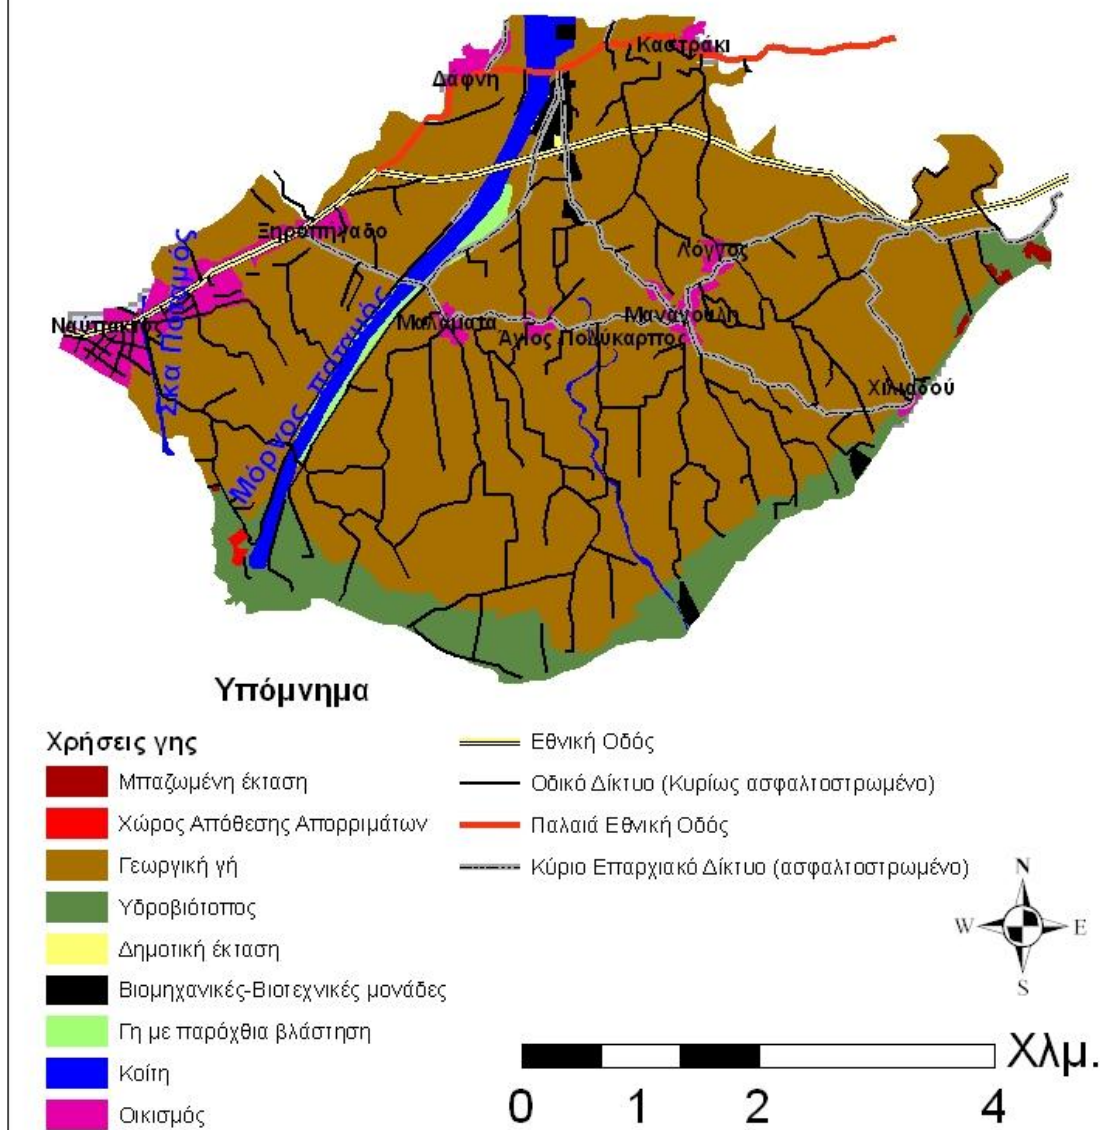 Καστράκι
Δάφνη
Ξηροπήγαδο
Λόγγος
Ναύπακτος
Σκα Ποταμός
Μόρνος ποταμός
Μαλάματα
Άγιος Πολύκαρπος
Μανάγουλη
Χιλιαδού
Υπόμνημα
Χρήσεις γης
Μπαζωμένη έκταση
Χώρος Απόθεσης Απορριμάτων
Γεωργική γή
Υδροβιότοπος
Δημοτική έκταση
Βιομηχανικές-Βιοτεχνικές μονάδες
Γη με παρόχθια βλάστηση
Κοίτη
Οικισμός
Εθνική Οδός
Οδικό Δίκτυο (Κυρίως ασφαλτοστρωμένο)
Παλαιά Εθνική Οδός
Κύριο Επαρχιακό Δίκτυο (ασφαλτοστρωμένο)
N
W E
S
Χλμ.
0 1 2 4